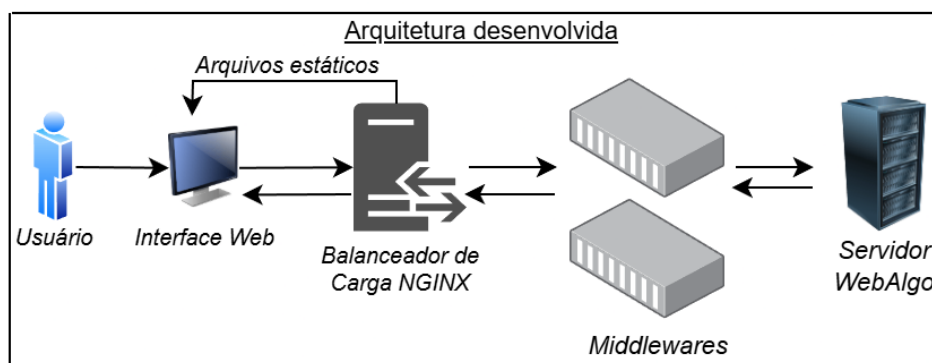 Arquitetura desenvolvida
Arquivos estáticos
Usuário
Interface Web
Balanceador de
Carga NGINX
Middlewares
Servidor
WebAlgo